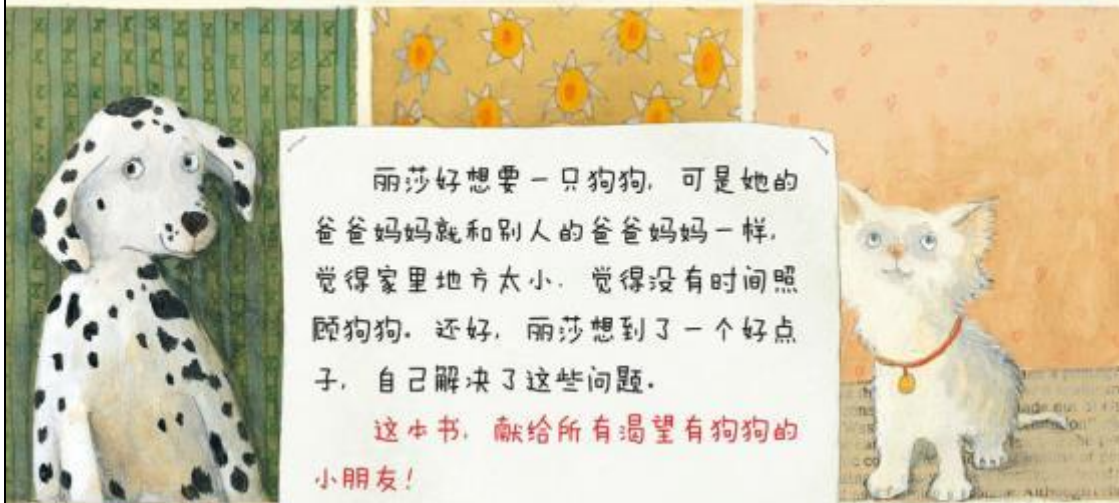 丽莎好想要一只狗狗，可是她的
爸爸妈妈就和别人的爸爸妈妈一样，
觉得家里地方太小，觉得没有时间照
顾狗狗。还好，丽莎想到了一个好点
子，自己解决了这些问题。
这本书，献给所有渴望有狗狗的
小朋友！